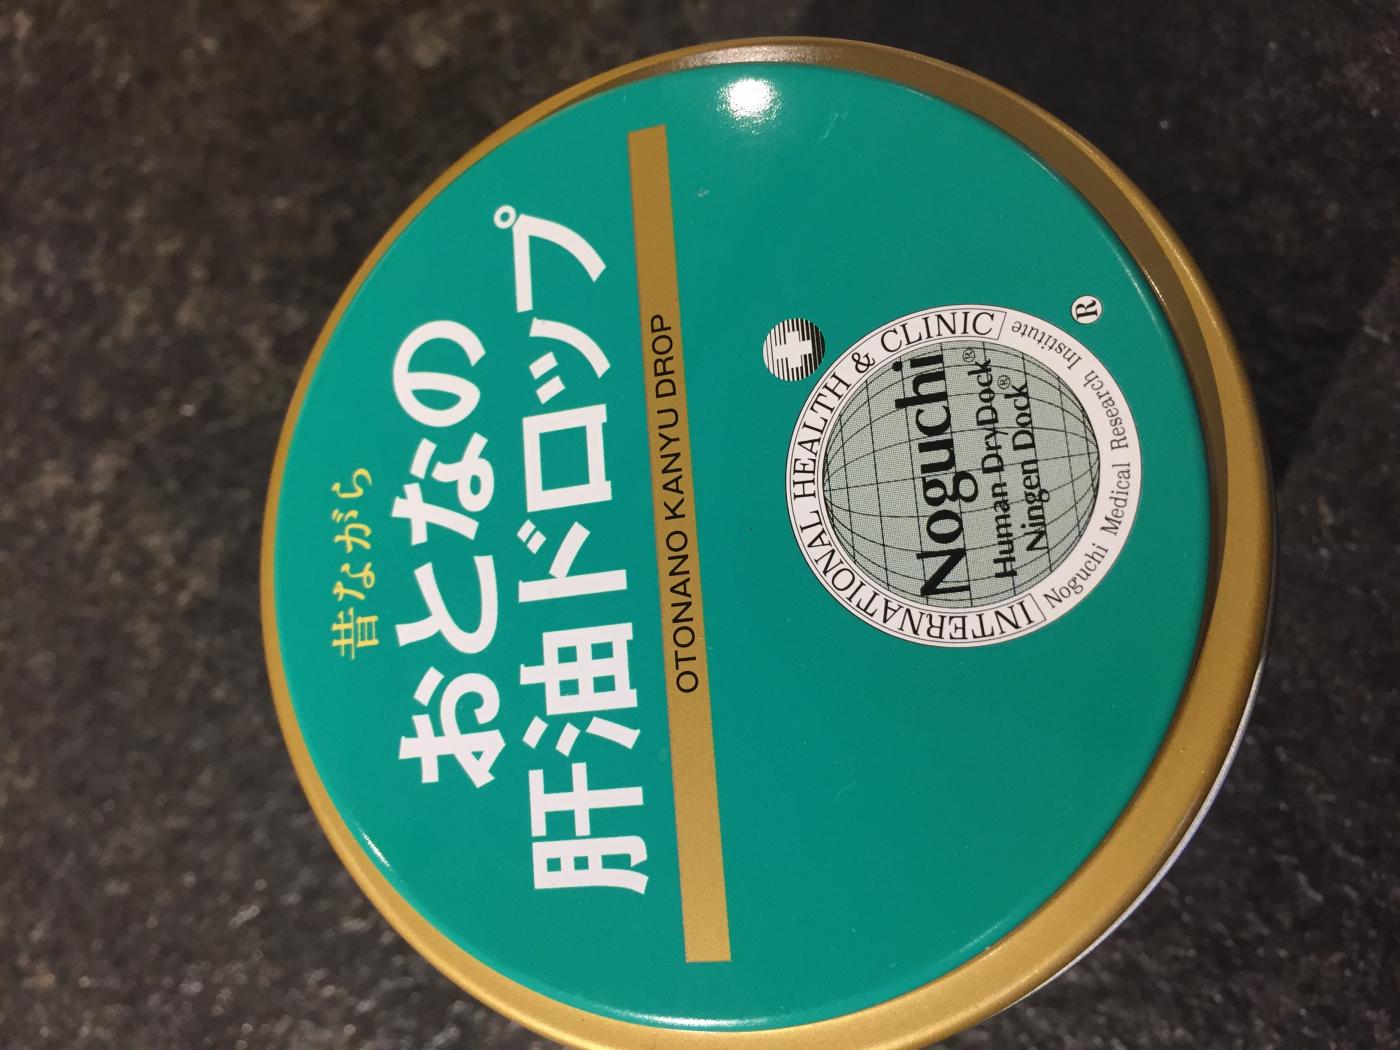 昔ながら
おとなの
肝油ドロップ
OTONANO KANYU DROP
INTERNATIONAL HEALTH & CLINIC
Noguchi
Human DryDock®
Ningen Dock®
Noguchi Medical Research Institute
®